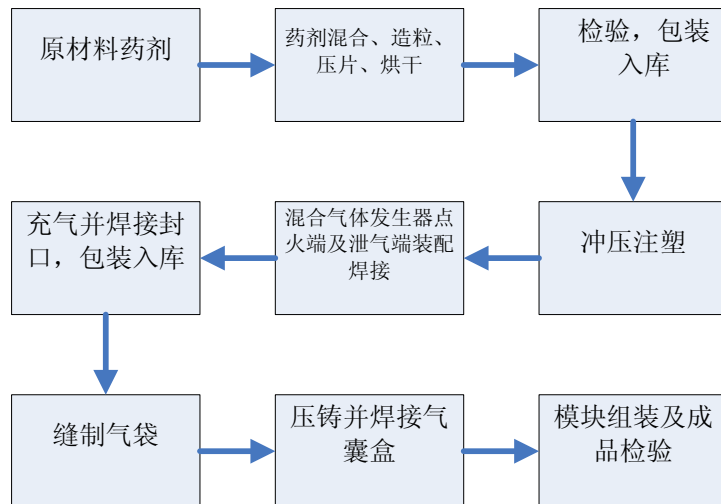 原材料药剂
药剂混合、造粒、
压片、烘干
检验，包装
入库
冲压注塑
混合气体发生器点
火端及泄气端装配
焊接
充气并焊接封
口，包装入库
缝制气袋
压铸并焊接气
囊盒
模块组装及成
品检验